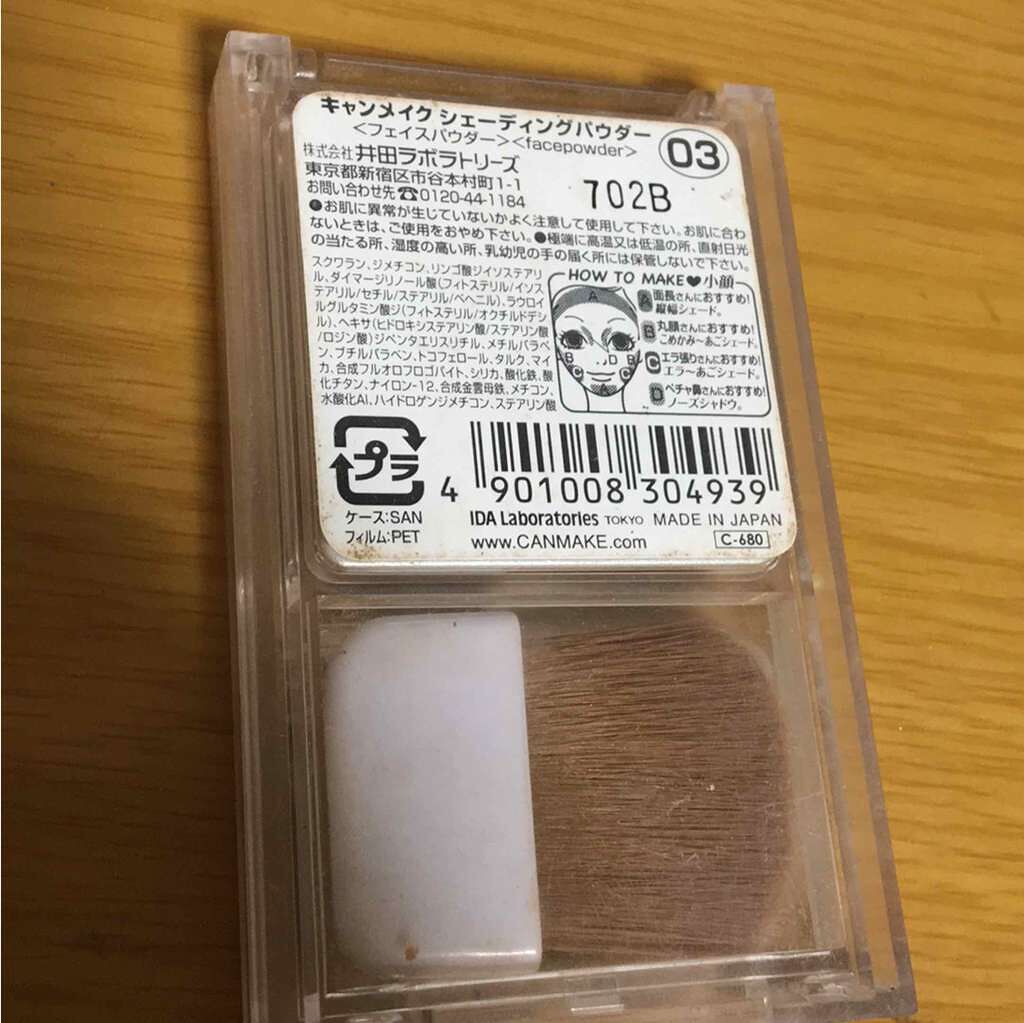 キャンメイク シェーディングパウダー
<フェイスパウダー><facepowder>
03
株式会社 井田ラボラトリーズ
東京都新宿区市谷本村町1-1
お問い合わせ先☎0120-44-1184
702B
●お肌に異常が生じていないかよく注意して使用して下さい。お肌に合わ
ないときは、ご使用をおやめ下さい。●極端に高温又は低温の所、直射日光
の当たる所、湿度の高い所、乳幼児の手の届く所には保管しないで下さい。
スクワラン、ジメチコン、リンゴ酸ジイソステアリ
ル、ダイマージリノール酸(フィトステリル/イソス
テアリル/セチル/ステアリル/ベヘニル)、ラウロイ
ルグルタミン酸ジ(フィトステリル/オクチルドデシ
ル)、ヘキサ(ヒドロキシステアリン酸/ステアリン酸
/ロジン酸)ジペンタエリスリチル、メチルパラベ
ン、ブチルパラベン、トコフェロール、タルク、マイ
カ、合成フルオロフロゴパイト、シリカ、酸化鉄、酸
化チタン、ナイロン-12、合成金雲母鉄、メチコン、
水酸化Al、ハイドロゲンジメチコン、ステアリン酸
HOW TO MAKE♥小顔
A
B D B
C C
A
A 面長さんにおすすめ!
縦幅シェード。
B 丸顔さんにおすすめ!
こめかみ〜あごシェード。
C エラ張りさんにおすすめ!
エラ〜あごシェード。
D ペチャ鼻さんにおすすめ!
ノーズシャドウ。
プラ
ケース:SAN
フィルム:PET
4 901008 304939
IDA Laboratories TOKYO MADE IN JAPAN
www.CANMAKE.com
C-680